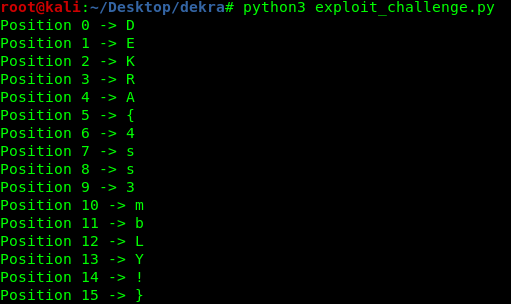 root@kali:~/Desktop/dekra# python3 exploit_challenge.py
Position 0 -> D
Position 1 -> E
Position 2 -> K
Position 3 -> R
Position 4 -> A
Position 5 -> {
Position 6 -> 4
Position 7 -> s
Position 8 -> s
Position 9 -> 3
Position 10 -> m
Position 11 -> b
Position 12 -> L
Position 13 -> Y
Position 14 -> !
Position 15 -> }